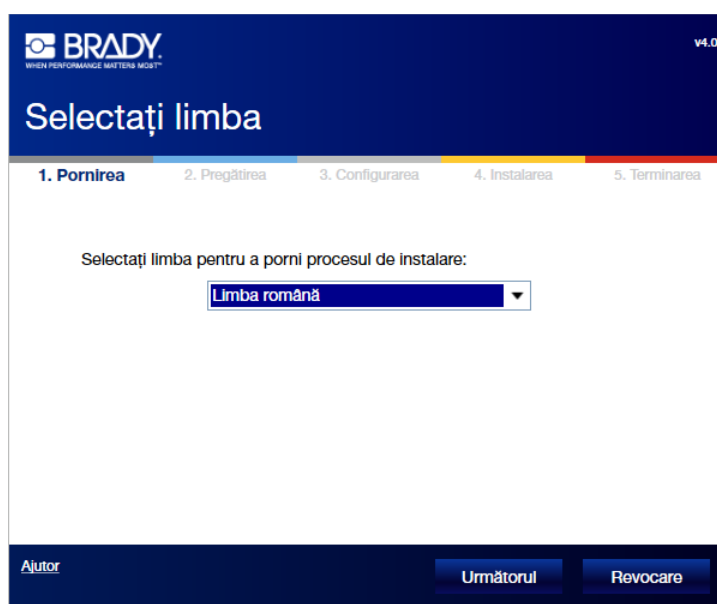 BRADY.
WHEN PERFORMANCE MATTERS MOST™
v4.0
Selectați limba
1. Pornirea 2. Pregătirea 3. Configurarea 4. Instalarea 5. Terminarea
Selectați limba pentru a porni procesul de instalare:
Limba română
Ajutor Următorul Revocare